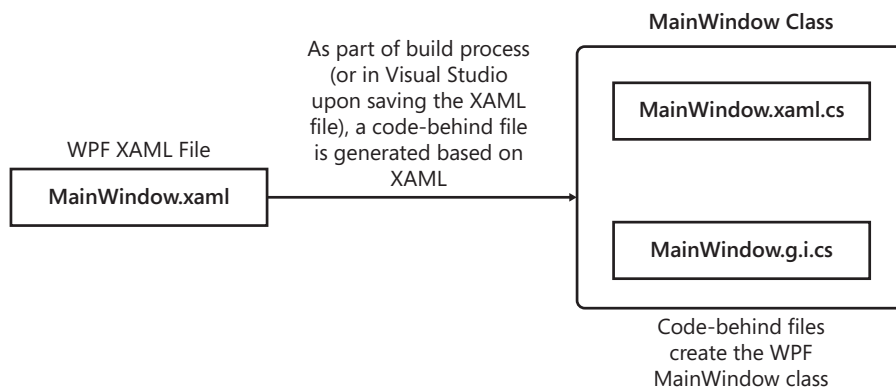 MainWindow Class
As part of build process
(or in Visual Studio
upon saving the XAML
file), a code-behind file
is generated based on
XAML
MainWindow.xaml.cs
WPF XAML File
MainWindow.xaml
MainWindow.g.i.cs
Code-behind files
create the WPF
MainWindow class